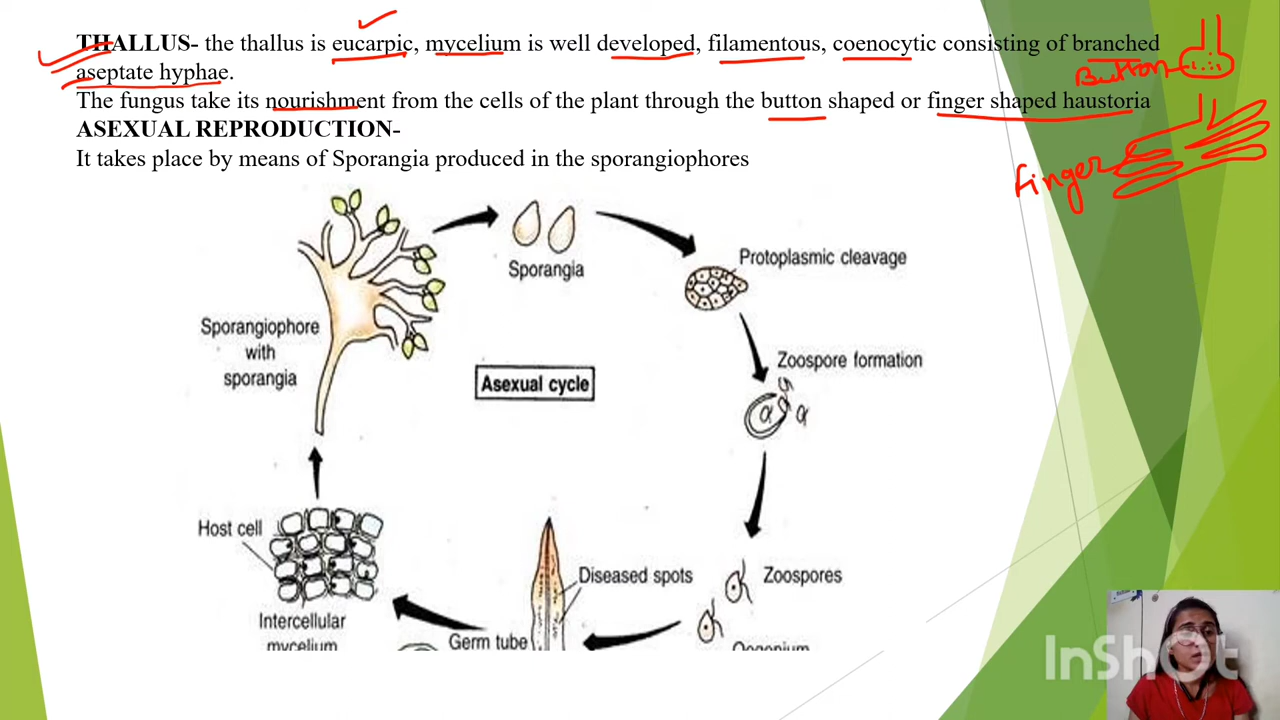 THALLUS- the thallus is eucarpic, mycelium is well developed, filamentous, coenocytic consisting of branched
aseptate hyphae.
Button
The fungus take its nourishment from the cells of the plant through the button shaped or finger shaped haustoria
ASEXUAL REPRODUCTION-
It takes place by means of Sporangia produced in the sporangiophores
Finger
Sporangia
Protoplasmic cleavage
Sporangiophore
with
sporangia
Zoospore formation
Asexual cycle
Host cell
Diseased spots
Zoospores
Intercellular
mycelium
Germ tube
Oogonium
InShOt